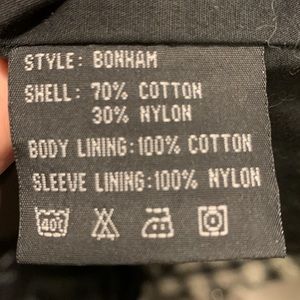 STYLE: BONHAM
SHELL: 70% COTTON
30% NYLON
BODY LINING:100% COTTON
SLEEVE LINING:100% NYLON
40